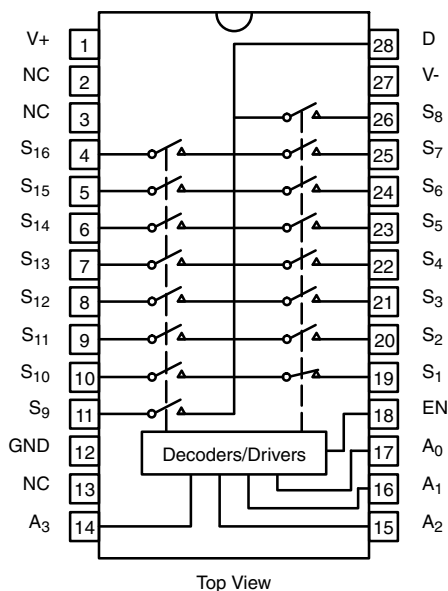 V+ 1 28 D
NC 2 27 V-
NC 3 26 S8
S16 4 25 S7
S15 5 24 S6
S14 6 23 S5
S13 7 22 S4
S12 8 21 S3
S11 9 20 S2
S10 10 19 S1
S9 11 18 EN
GND 12 Decoders/Drivers 17 A0
NC 13 16 A1
A3 14 15 A2
Top View